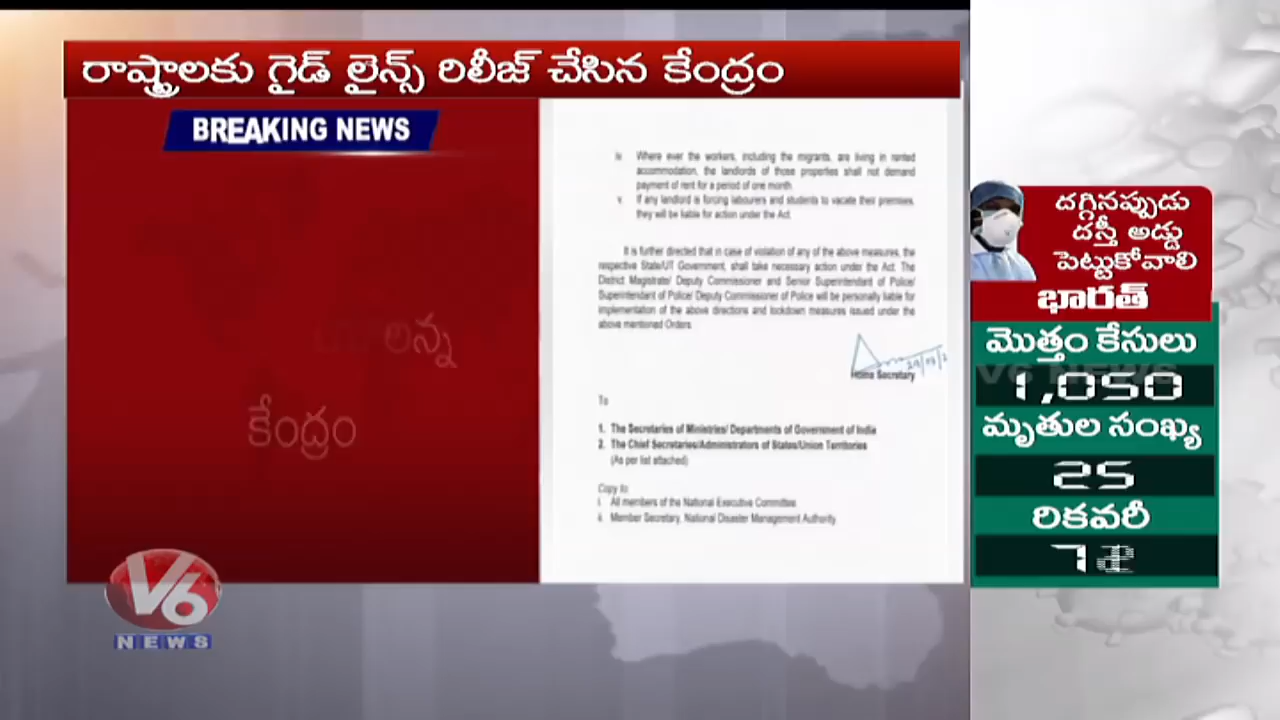 రాష్ట్రాలకు గైడ్ లైన్స్ రిలీజ్ చేసిన కేంద్రం
BREAKING NEWS
కేంద్రం
iv. Where ever the workers, including the migrants, are living in rented
accommodation, the landlords of those properties shall not demand
payment of rent for a period of one month.
v. If any landlord is forcing labourers and students to vacate their premises,
they will be liable for action under the Act.
It is further directed that in case of violation of any of the above measures, the
respective State/UT Government, shall take necessary action under the Act. The
District Magistrate/ Deputy Commissioner and Senior Superintendant of Police/
Superintendant of Police/ Deputy Commissioner of Police will be personally liable for
implementation of the above directions and lockdown measures issued under the
above mentioned Orders.
Home Secretary
To
1. The Secretaries of Ministries/ Departments of Government of India
2. The Chief Secretaries/Administrators of States/Union Territories
(As per list attached)
Copy to:
i. All members of the National Executive Committee.
ii. Member Secretary, National Disaster Management Authority.
V6
NEWS
దగ్గినప్పుడు
దస్తీ అడ్డు
పెట్టుకోవాలి
భారత్
మొత్తం కేసులు
V6 NEWS
1,050
మృతుల సంఖ్య
25
రికవరీ